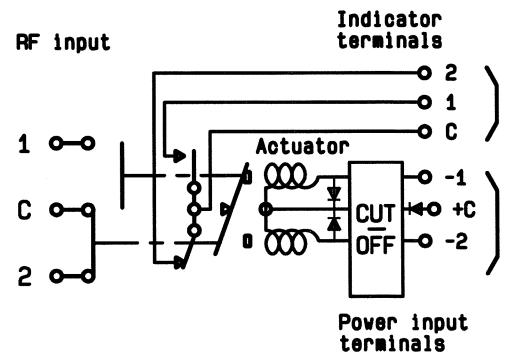 Indicator
terminals
RF input
2
1
C
Actuator
1
-1
C
+C
CUT
OFF
-2
2
Power input
terminals